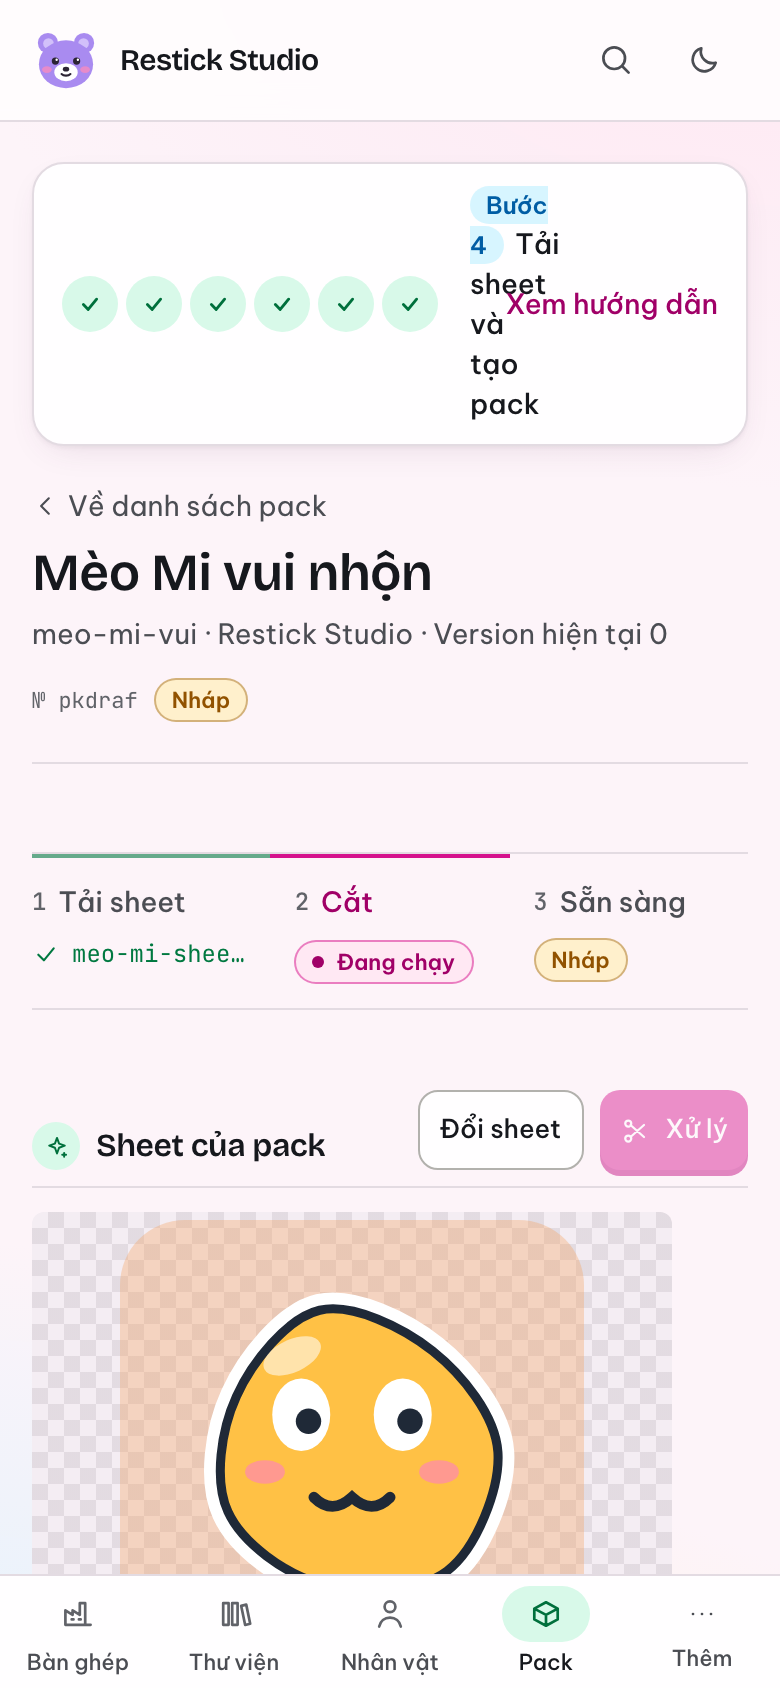 Restick Studio
Bước
4 Tải
sheet
và
tạo
pack
Xem hướng dẫn
Về danh sách pack
Mèo Mi vui nhộn
meo-mi-vui · Restick Studio · Version hiện tại 0
№ pkdraf Nháp
1 Tải sheet
meo-mi-shee…
2 Cắt
Đang chạy
3 Sẵn sàng
Nháp
Sheet của pack
Đổi sheet
Xử lý
Bàn ghép
Thư viện
Nhân vật
Pack
Thêm